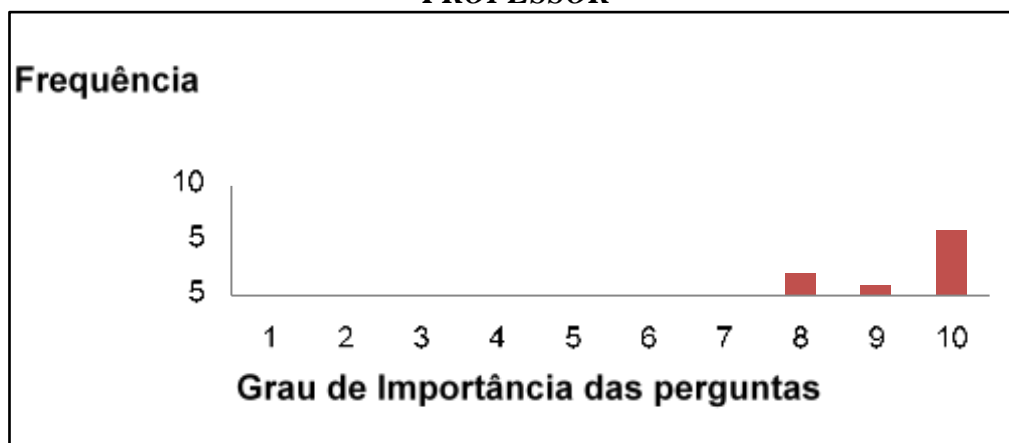 PROFESSOR
Frequência
10
5
5
1 2 3 4 5 6 7 8 9 10
Grau de Importância das perguntas